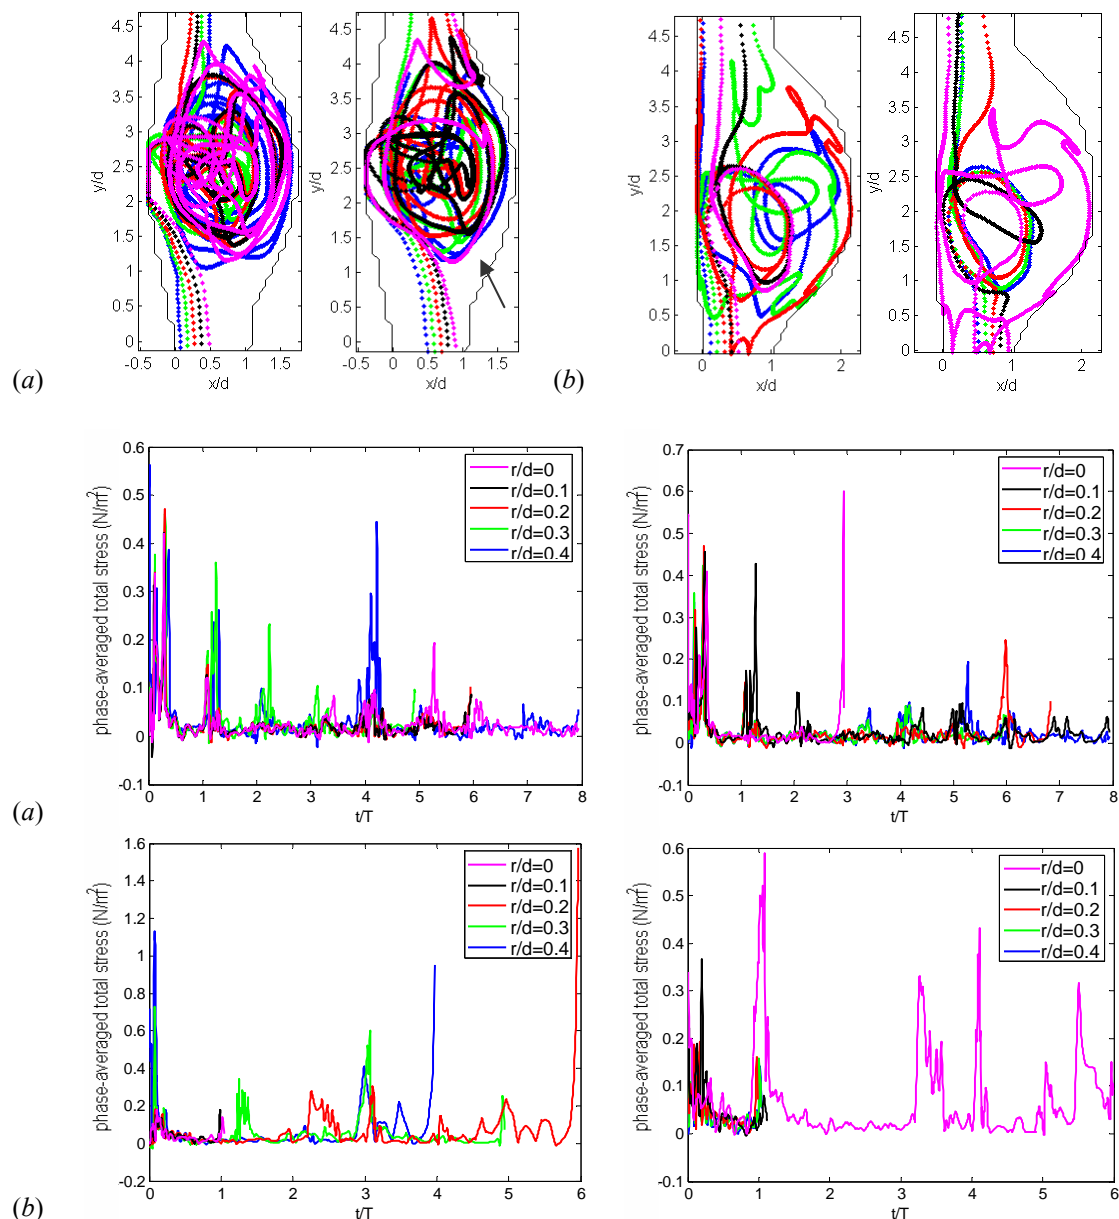 4.5
4
3.5
3
2.5
2
1.5
1
0.5
0
y/d
-0.5 0 0.5 1 1.5
x/d
4.5
4
3.5
3
2.5
2
1.5
1
0.5
0
y/d
-0.5 0 0.5 1 1.5
x/d
(a)
4.5
4
3.5
3
2.5
2
1.5
1
0.5
0
y/d
0 1 2
x/d
4.5
4
3.5
3
2.5
2
1.5
1
0.5
0
y/d
0 1 2
x/d
(b)
0.6
0.5
0.4
0.3
0.2
0.1
0
-0.1
phase-averaged total stress (N/m²)
r/d=0
r/d=0.1
r/d=0.2
r/d=0.3
r/d=0.4
0 1 2 3 4 5 6 7 8
t/T
0.7
0.6
0.5
0.4
0.3
0.2
0.1
0
-0.1
phase-averaged total stress (N/m²)
r/d=0
r/d=0.1
r/d=0.2
r/d=0.3
r/d=0.4
0 1 2 3 4 5 6 7 8
t/T
(a)
1.6
1.4
1.2
1
0.8
0.6
0.4
0.2
0
-0.2
phase-averaged total stress (N/m²)
r/d=0
r/d=0.1
r/d=0.2
r/d=0.3
r/d=0.4
0 1 2 3 4 5 6
t/T
0.6
0.5
0.4
0.3
0.2
0.1
0
-0.1
phase-averaged total stress (N/m²)
r/d=0
r/d=0.1
r/d=0.2
r/d=0.3
r/d=0.4
0 1 2 3 4 5 6
t/T
(b)